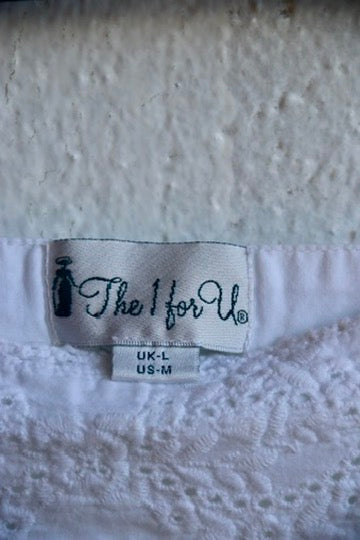 The 1 for U®
UK-L
US-M